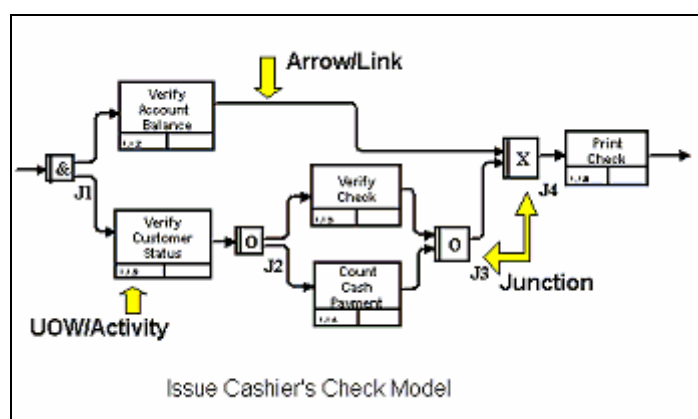 Arrow/Link
Verify
Account
Balance
&
J1
X
J4
Print
Check
Verify
Check
Verify
Customer
Status
O
J2
O
J3
Count
Cash
Payment
Junction
UOW/Activity
Issue Cashier's Check Model